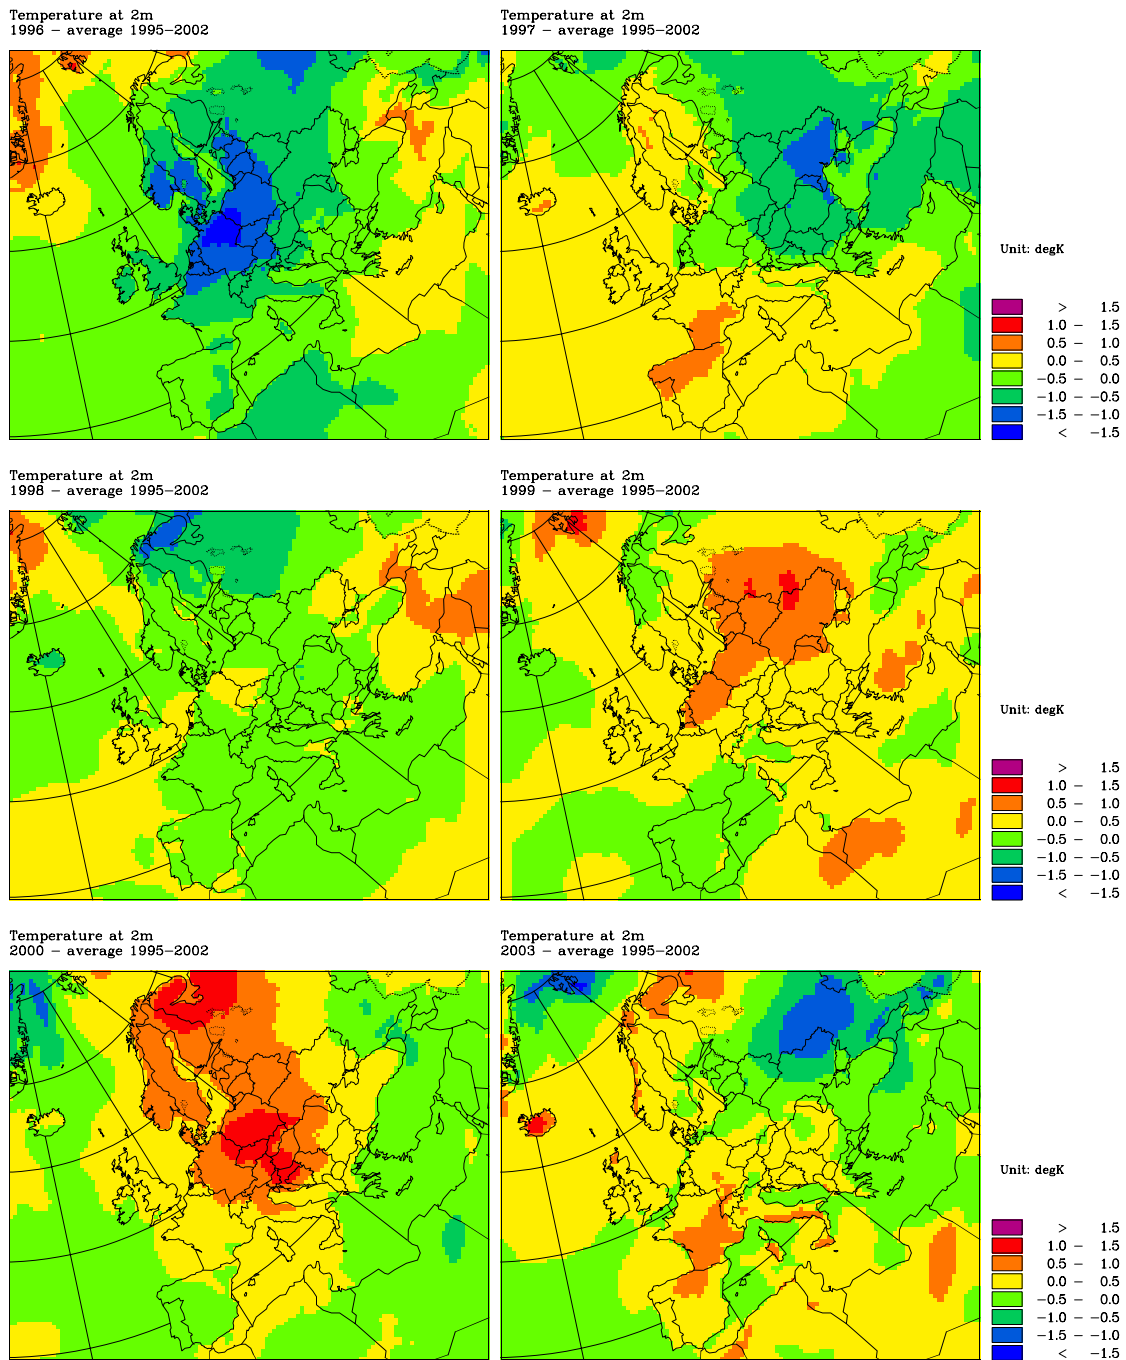 Temperature at 2m
1996 – average 1995–2002
Temperature at 2m
1997 – average 1995–2002
Unit: degK
> 1.5
1.0 – 1.5
0.5 – 1.0
0.0 – 0.5
−0.5 – 0.0
−1.0 – −0.5
−1.5 – −1.0
< −1.5
Temperature at 2m
1998 – average 1995–2002
Temperature at 2m
1999 – average 1995–2002
Unit: degK
> 1.5
1.0 – 1.5
0.5 – 1.0
0.0 – 0.5
−0.5 – 0.0
−1.0 – −0.5
−1.5 – −1.0
< −1.5
Temperature at 2m
2000 – average 1995–2002
Temperature at 2m
2003 – average 1995–2002
Unit: degK
> 1.5
1.0 – 1.5
0.5 – 1.0
0.0 – 0.5
−0.5 – 0.0
−1.0 – −0.5
−1.5 – −1.0
< −1.5